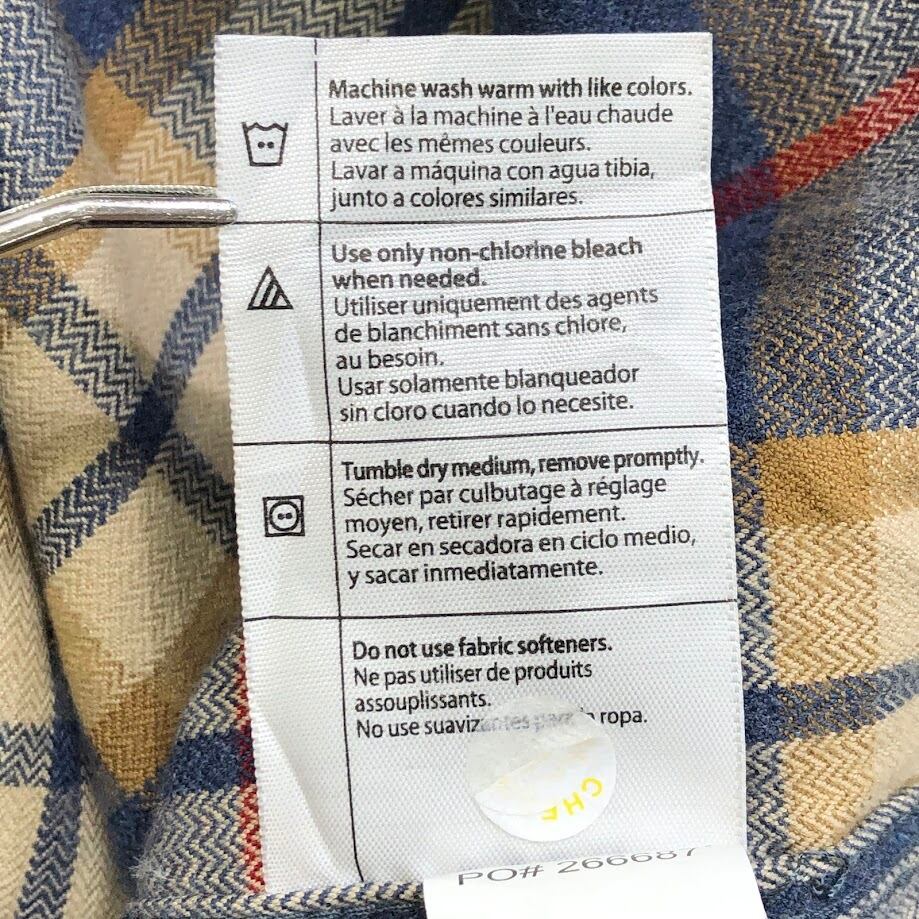 Machine wash warm with like colors.
Laver à la machine à l'eau chaude
avec les mêmes couleurs.
Lavar a máquina con agua tibia,
junto a colores similares.
Use only non-chlorine bleach
when needed.
Utiliser uniquement des agents
de blanchiment sans chlore,
au besoin.
Usar solamente blanqueador
sin cloro cuando lo necesite.
Tumble dry medium, remove promptly.
Sécher par culbutage à réglage
moyen, retirer rapidement.
Secar en secadora en ciclo medio,
y sacar inmediatamente.
Do not use fabric softeners.
Ne pas utiliser de produits
assouplissants.
No use suavizantes para la ropa.
PO# 266687